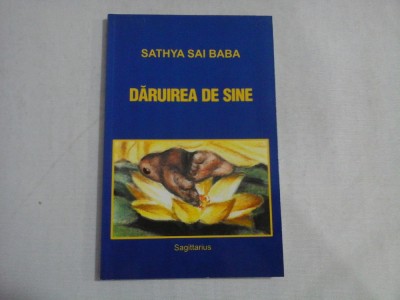 SATHYA SAI BABA
DĂRUIREA DE SINE
Sagittarius